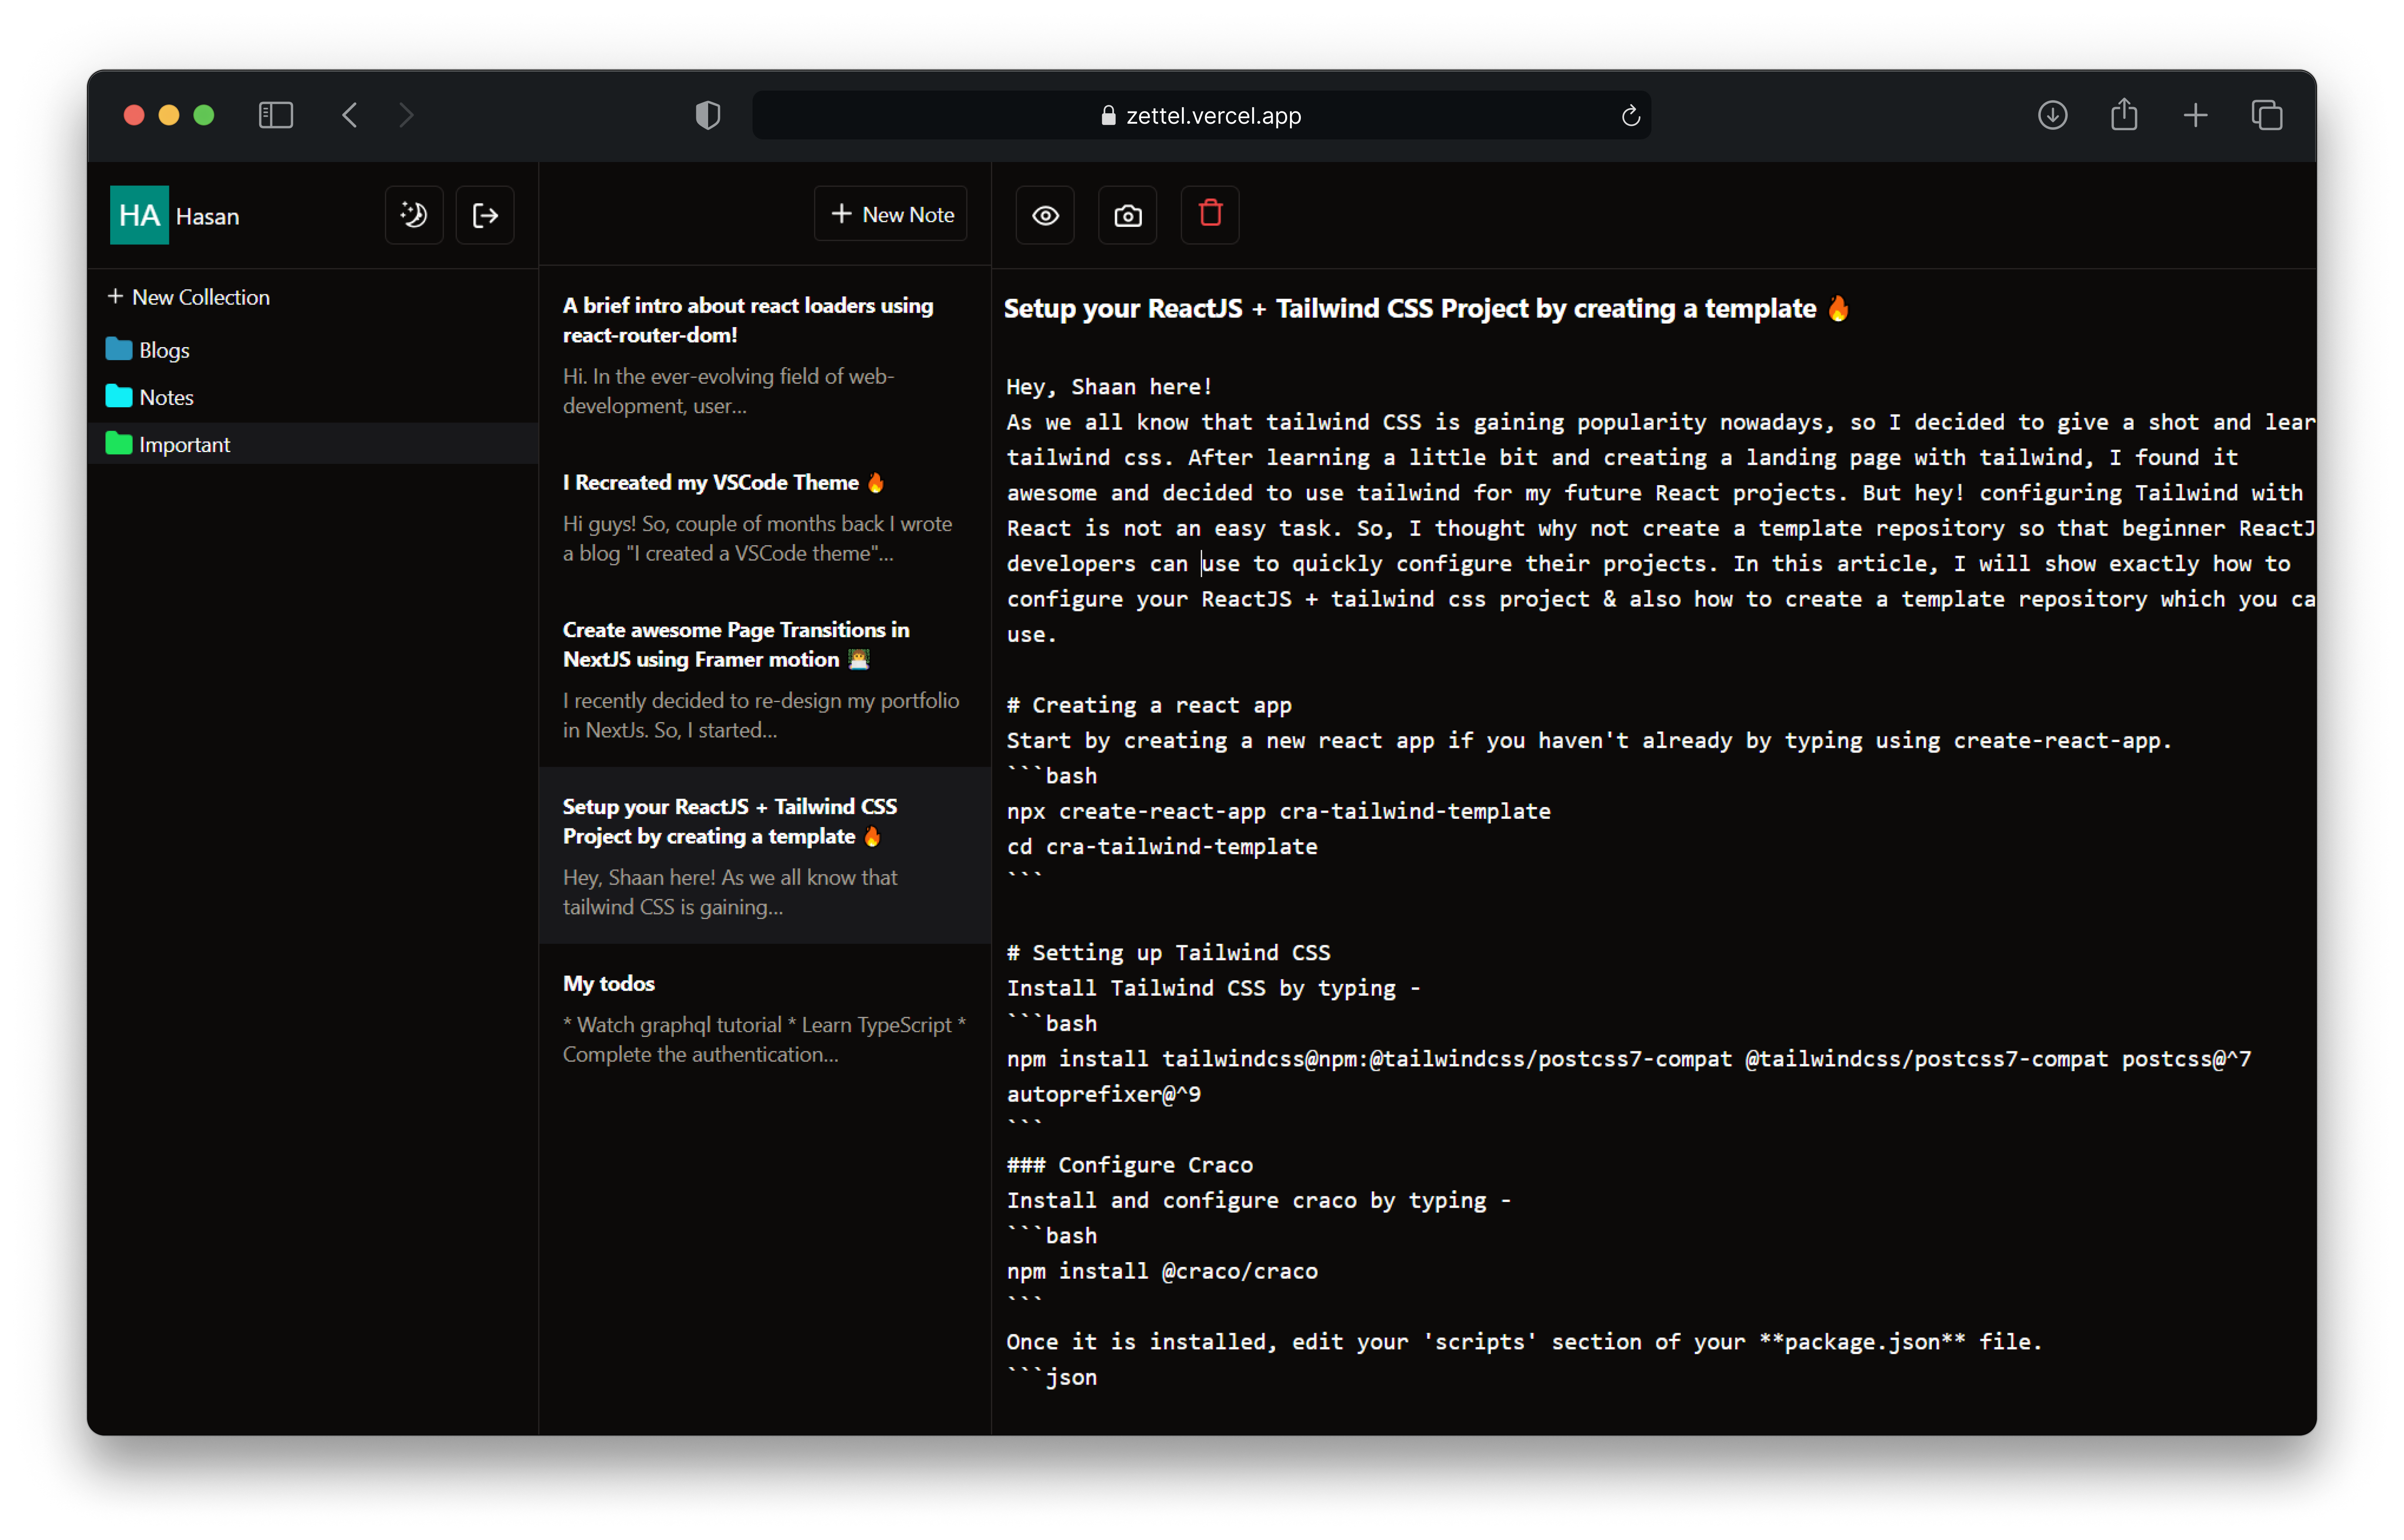 zettel.vercel.app
HA Hasan
+ New Collection
Blogs
Notes
Important
+ New Note
A brief intro about react loaders using
react-router-dom!
Hi. In the ever-evolving field of web-
development, user...
I Recreated my VSCode Theme 🔥
Hi guys! So, couple of months back I wrote
a blog "I created a VSCode theme"...
Create awesome Page Transitions in
NextJS using Framer motion 👨‍💻
I recently decided to re-design my portfolio
in NextJs. So, I started...
Setup your ReactJS + Tailwind CSS
Project by creating a template 🔥
Hey, Shaan here! As we all know that
tailwind CSS is gaining...
My todos
* Watch graphql tutorial * Learn TypeScript *
Complete the authentication...
Setup your ReactJS + Tailwind CSS Project by creating a template 🔥
Hey, Shaan here!
As we all know that tailwind CSS is gaining popularity nowadays, so I decided to give a shot and lear
tailwind css. After learning a little bit and creating a landing page with tailwind, I found it
awesome and decided to use tailwind for my future React projects. But hey! configuring Tailwind with
React is not an easy task. So, I thought why not create a template repository so that beginner ReactJ
developers can use to quickly configure their projects. In this article, I will show exactly how to
configure your ReactJS + tailwind css project & also how to create a template repository which you ca
use.
# Creating a react app
Start by creating a new react app if you haven't already by typing using create-react-app.
```bash
npx create-react-app cra-tailwind-template
cd cra-tailwind-template
```
# Setting up Tailwind CSS
Install Tailwind CSS by typing -
```bash
npm install tailwindcss@npm:@tailwindcss/postcss7-compat @tailwindcss/postcss7-compat postcss@^7
autoprefixer@^9
```
### Configure Craco
Install and configure craco by typing -
```bash
npm install @craco/craco
```
Once it is installed, edit your 'scripts' section of your **package.json** file.
```json